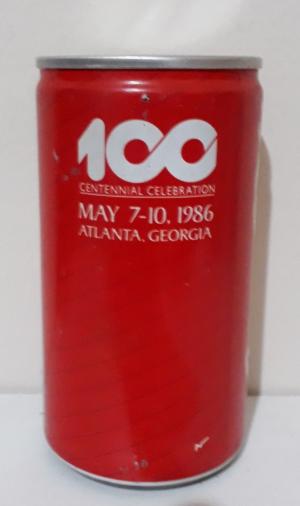 100
CENTENNIAL CELEBRATION
MAY 7-10, 1986
ATLANTA, GEORGIA